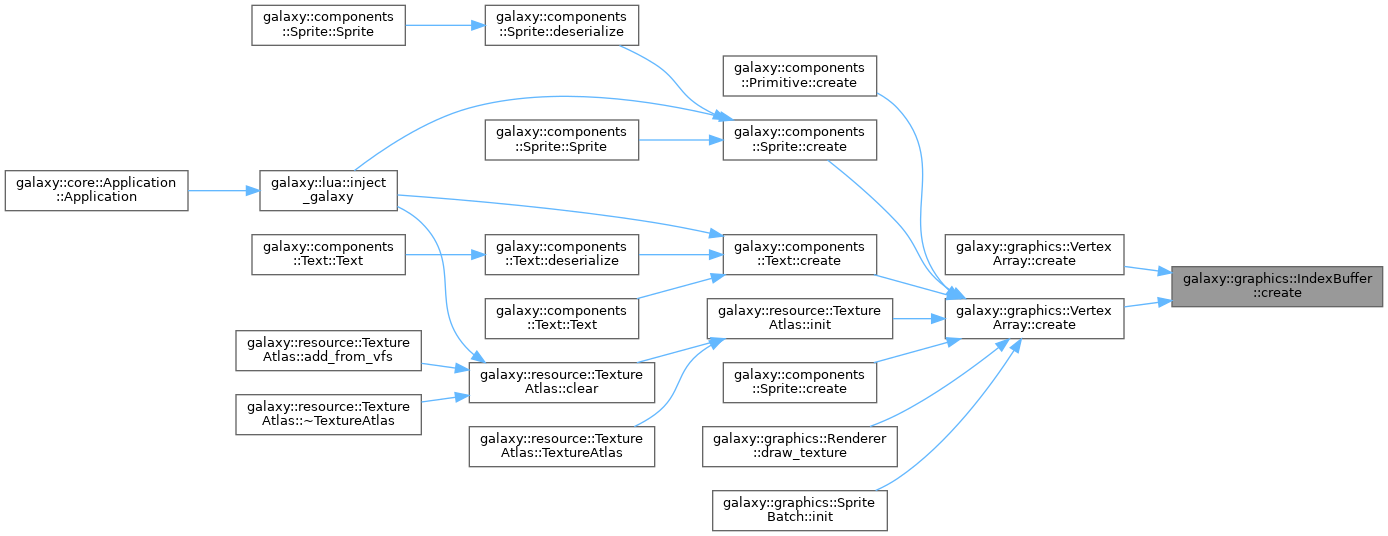 galaxy::components
::Sprite::Sprite
galaxy::components
::Sprite::deserialize
galaxy::components
::Primitive::create
galaxy::components
::Sprite::Sprite
galaxy::components
::Sprite::create
galaxy::core::Application
::Application
galaxy::lua::inject
_galaxy
galaxy::components
::Text::Text
galaxy::components
::Text::deserialize
galaxy::components
::Text::create
galaxy::graphics::Vertex
Array::create
galaxy::graphics::IndexBuffer
::create
galaxy::components
::Text::Text
galaxy::resource::Texture
Atlas::init
galaxy::graphics::Vertex
Array::create
galaxy::resource::Texture
Atlas::add_from_vfs
galaxy::resource::Texture
Atlas::clear
galaxy::components
::Sprite::create
galaxy::resource::Texture
Atlas::~TextureAtlas
galaxy::resource::Texture
Atlas::TextureAtlas
galaxy::graphics::Renderer
::draw_texture
galaxy::graphics::Sprite
Batch::init